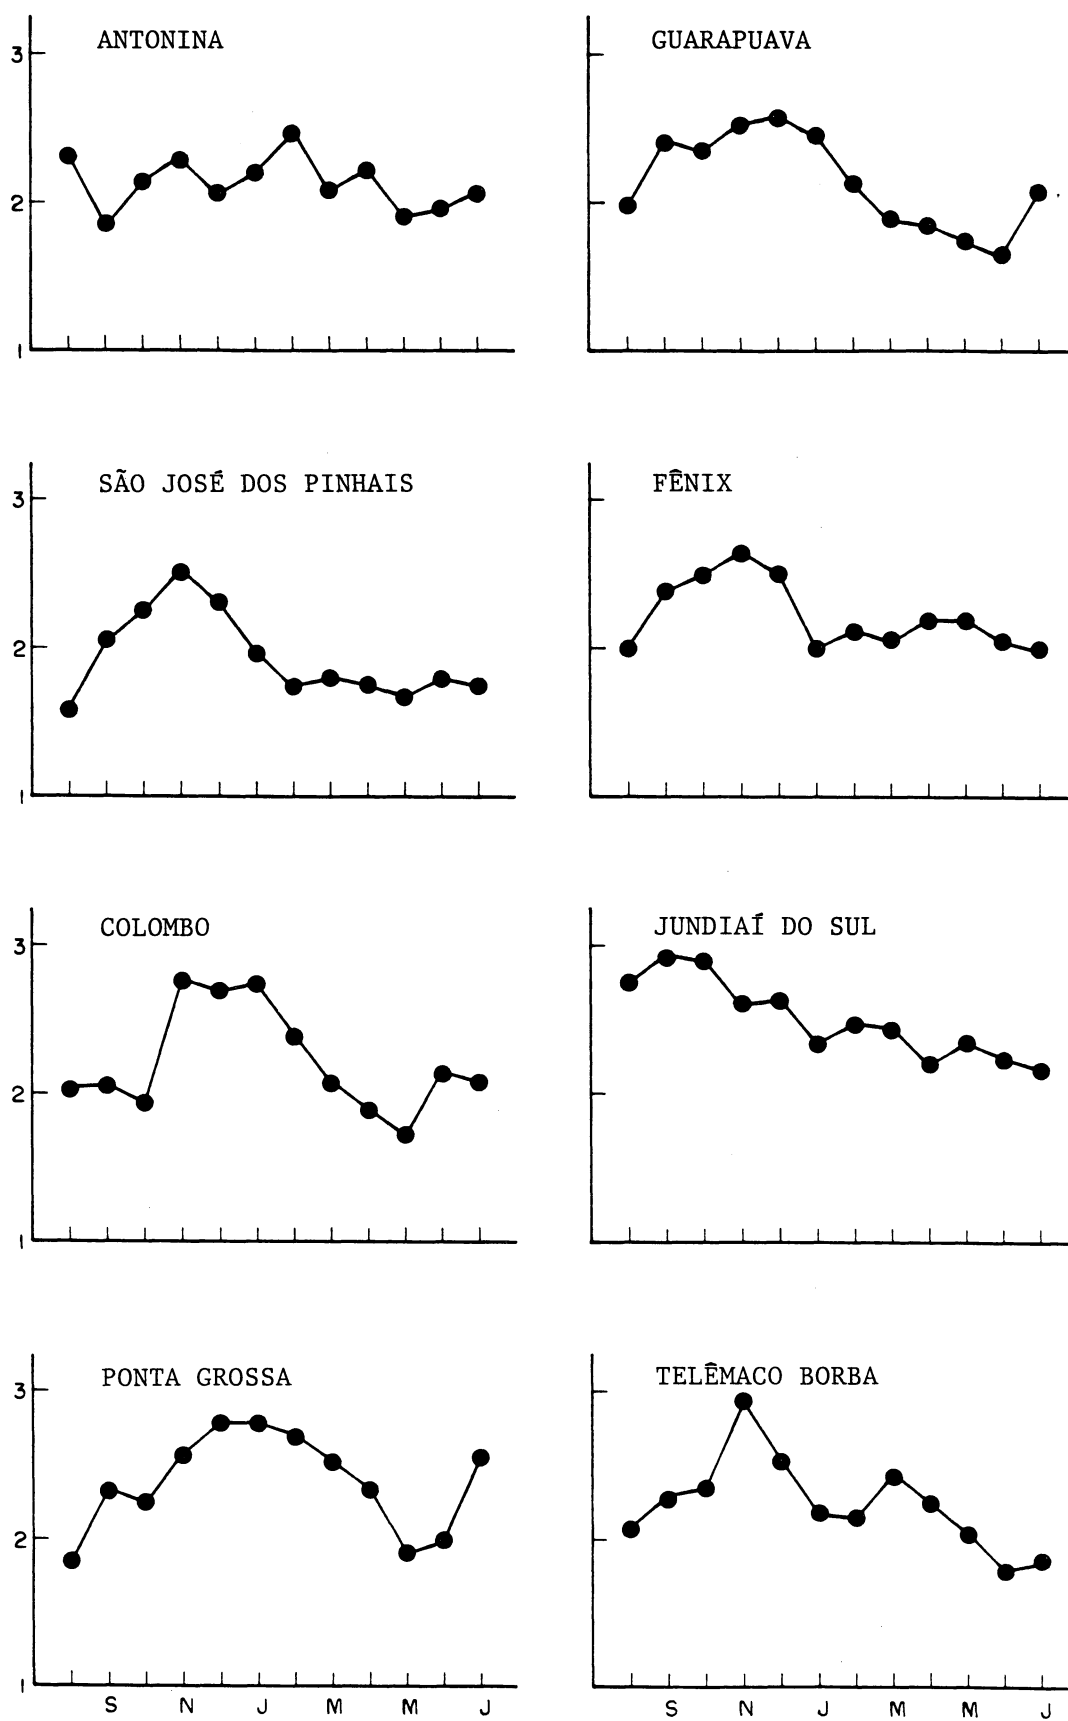 ANTONINA
GUARAPUAVA
3
2
1
SÃO JOSÉ DOS PINHAIS
FÊNIX
3
2
1
COLOMBO
JUNDIAÍ DO SUL
3
2
1
PONTA GROSSA
TELÊMACO BORBA
3
2
1
S N J M M J
S N J M M J